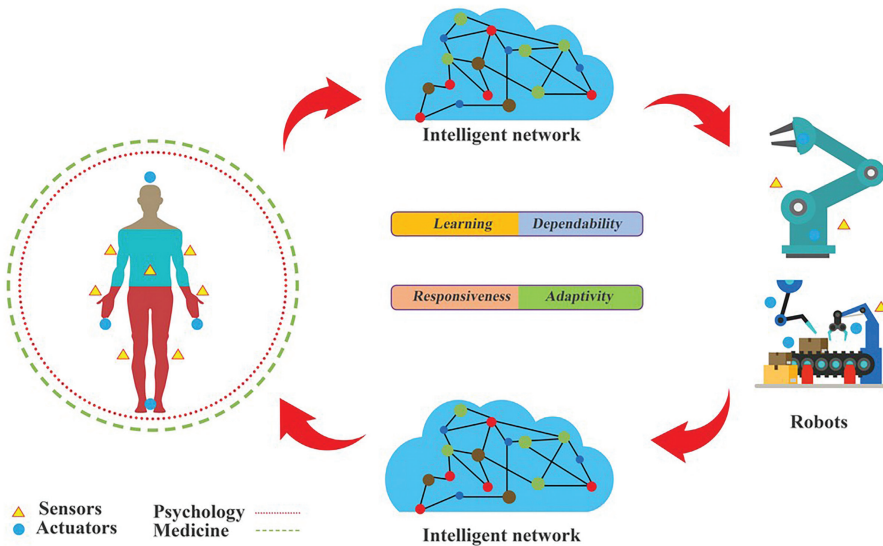 Intelligent network
Learning Dependability
Responsiveness Adaptivity
Robots
Sensors Psychology
Actuators Medicine
Intelligent network